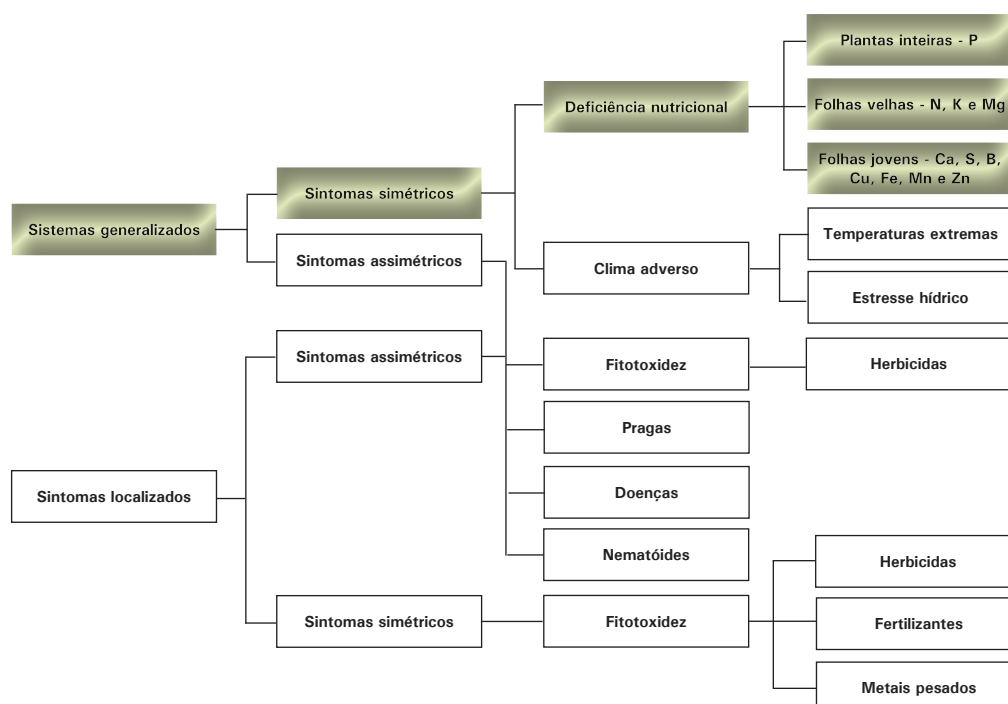 Plantas inteiras - P
Deficiência nutricional
Folhas velhas - N, K e Mg
Folhas jovens - Ca, S, B,
Cu, Fe, Mn e Zn
Sintomas simétricos
Sistemas generalizados
Sintomas assimétricos
Temperaturas extremas
Clima adverso
Estresse hídrico
Sintomas assimétricos
Fitotoxidez
Herbicidas
Pragas
Sintomas localizados
Doenças
Nematóides
Herbicidas
Sintomas simétricos
Fitotoxidez
Fertilizantes
Metais pesados